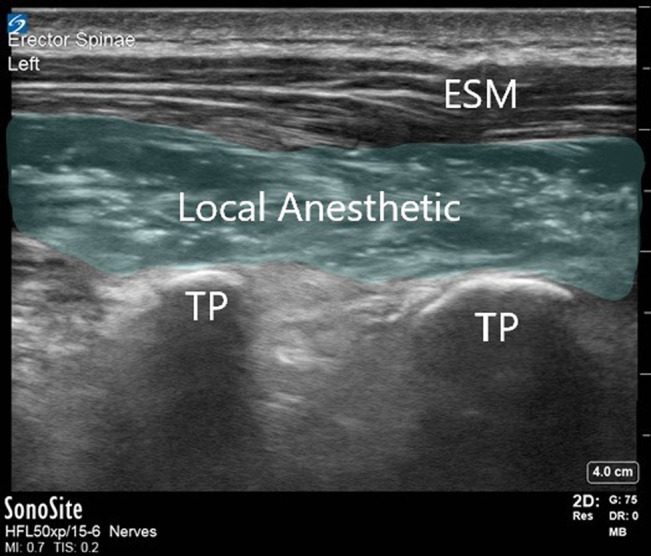 Erector Spinae
Left
ESM
Local Anesthetic
TP
TP
4.0 cm
SonoSite
HFL50xp/15-6 Nerves
MI: 0.7 TIS: 0.2
2D: G: 75
Res DR: 0
MB